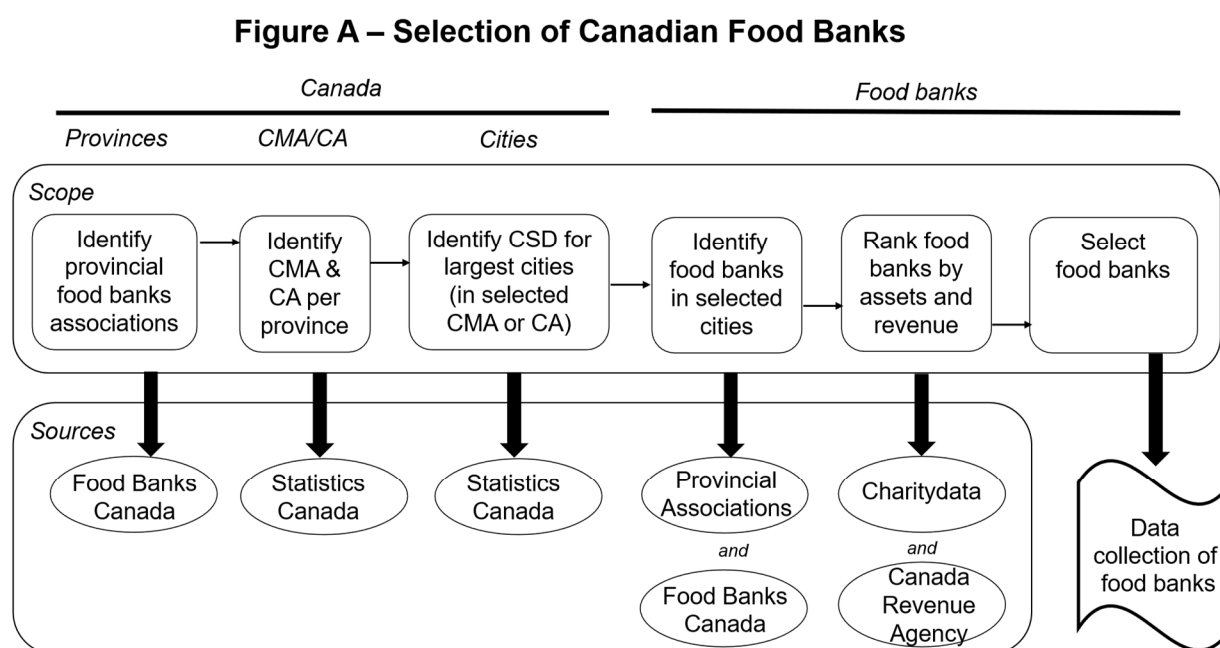 Figure A – Selection of Canadian Food Banks
Canada
Food banks
Provinces
CMA/CA
Cities
Scope
Identify
provincial
food banks
associations
Identify
CMA &
CA per
province
Identify CSD for
largest cities
(in selected
CMA or CA)
Identify
food banks
in selected
cities
Rank food
banks by
assets and
revenue
Select
food banks
Sources
Food Banks
Canada
Statistics
Canada
Statistics
Canada
Provincial
Associations
and
Food Banks
Canada
Charitydata
and
Canada
Revenue
Agency
Data
collection of
food banks